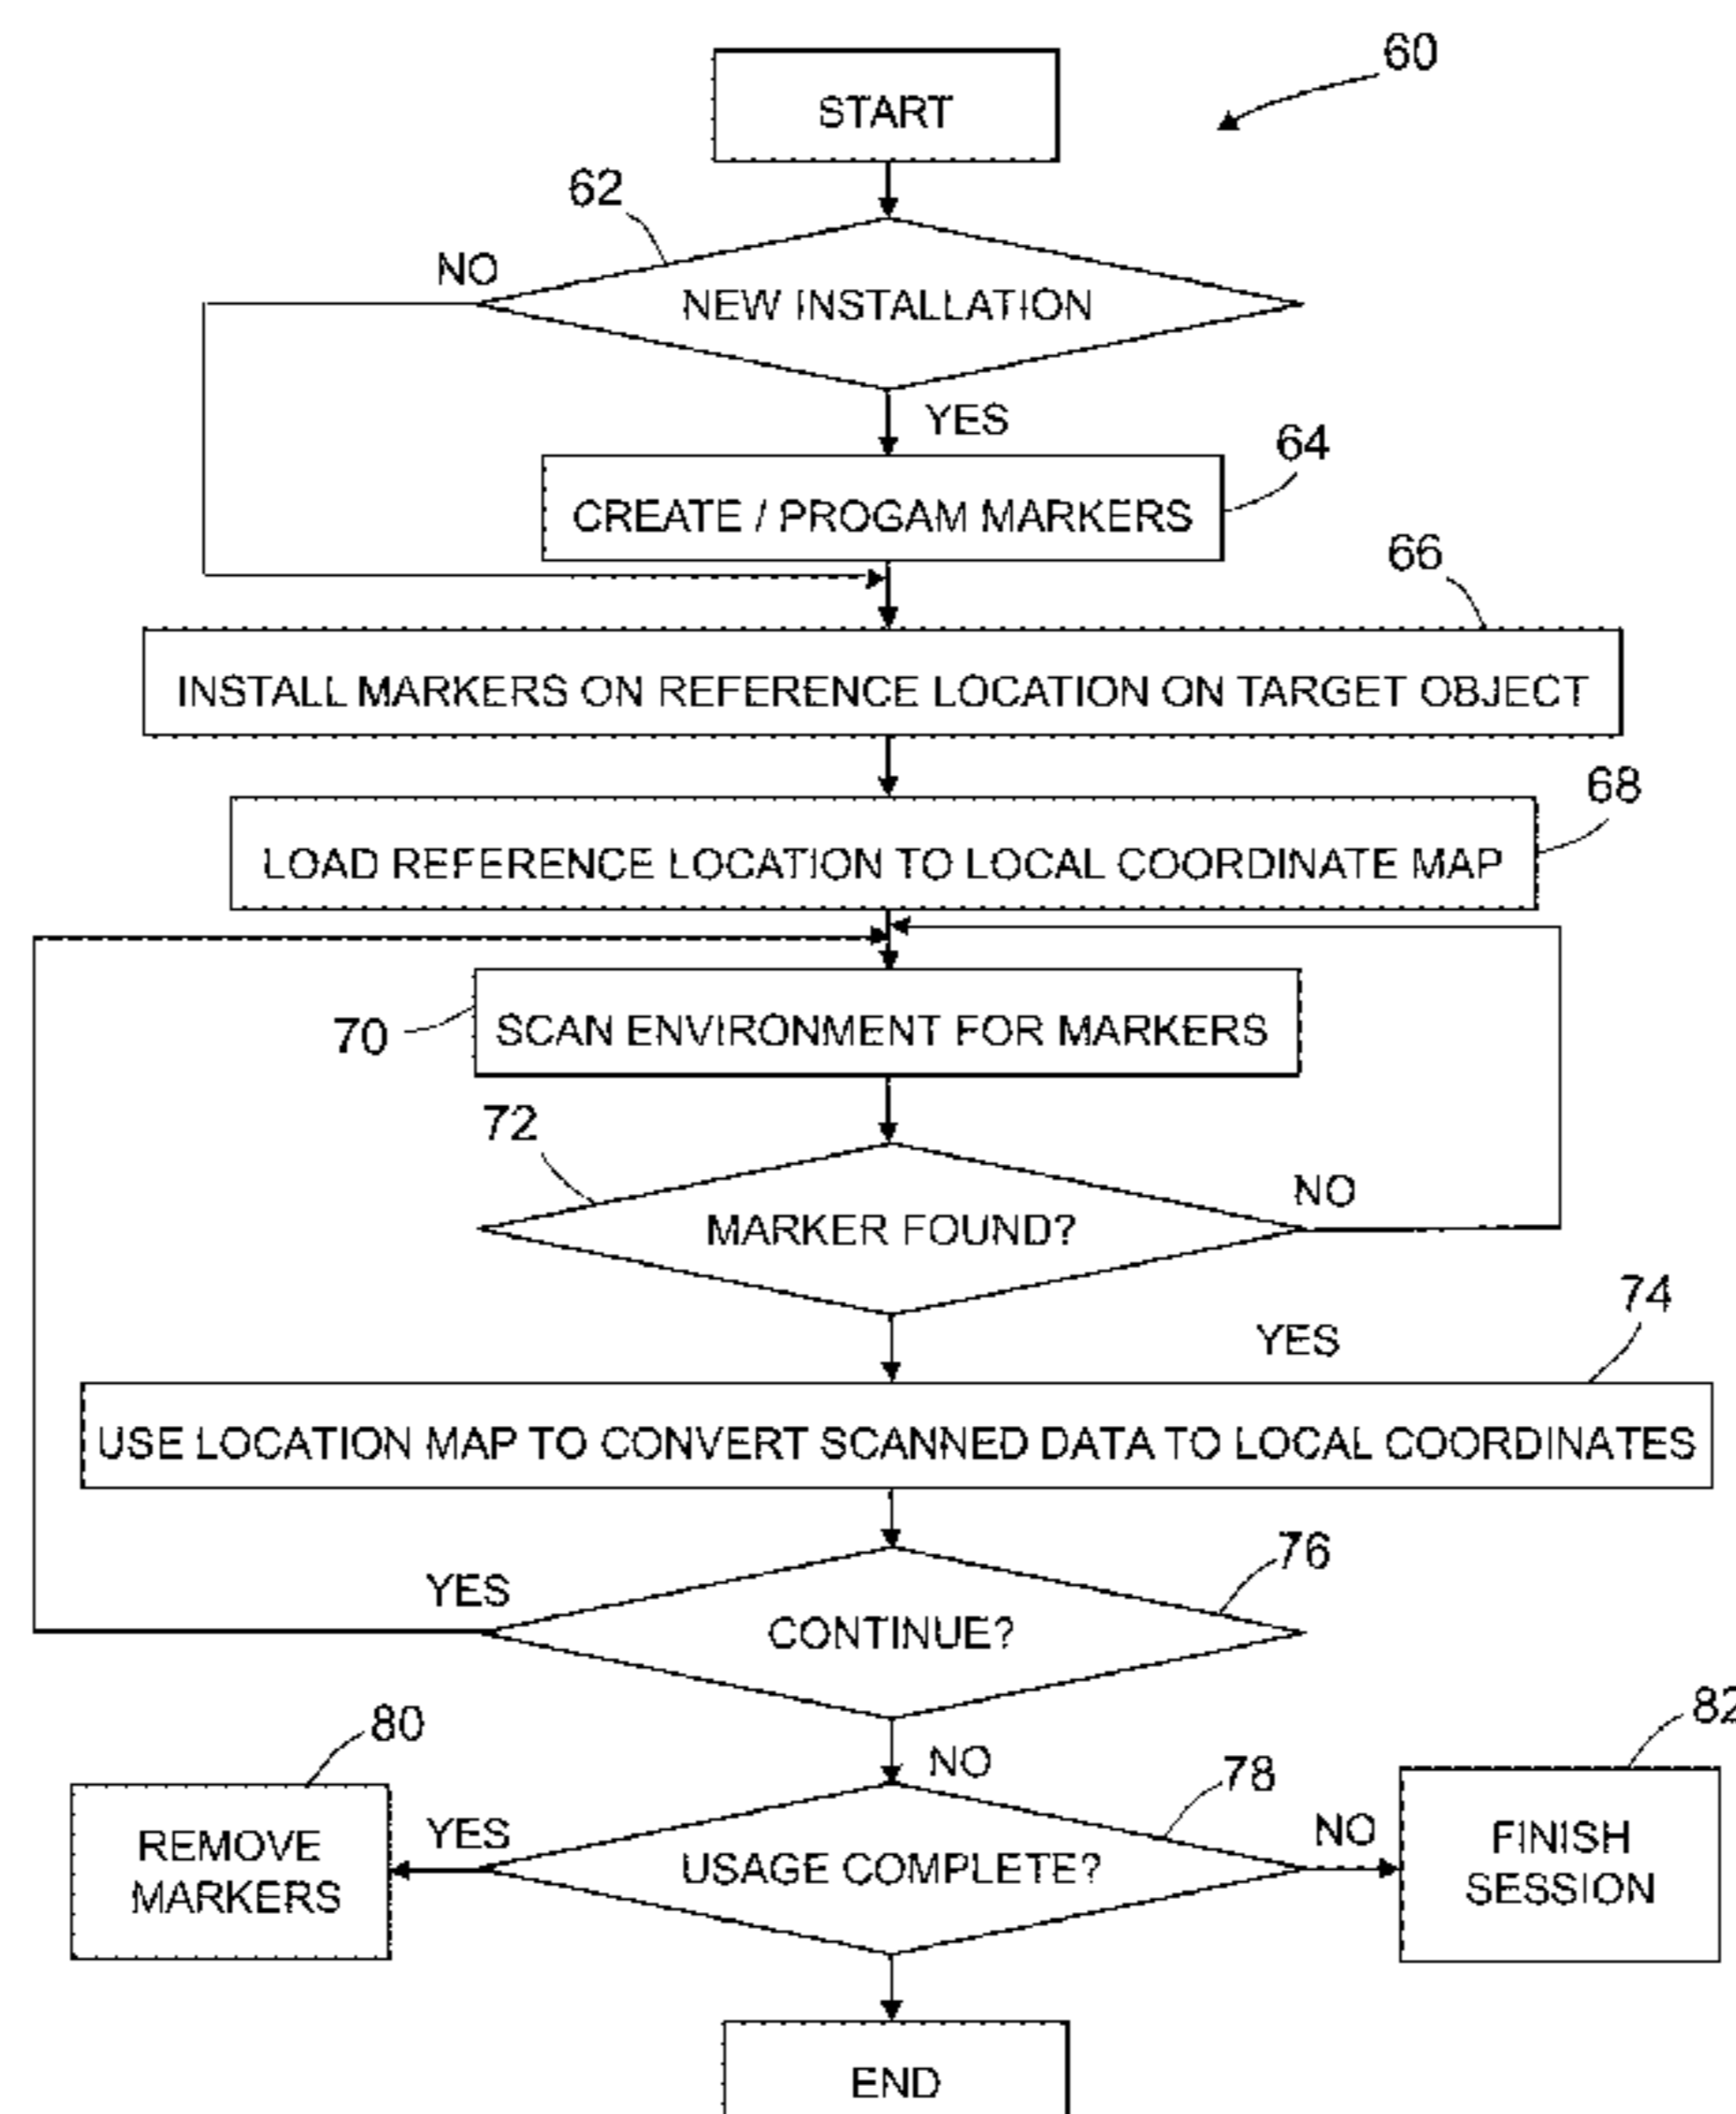 60
START
62
NO
NEW INSTALLATION
YES
64
CREATE / PROGAM MARKERS
66
INSTALL MARKERS ON REFERENCE LOCATION ON TARGET OBJECT
68
LOAD REFERENCE LOCATION TO LOCAL COORDINATE MAP
70
SCAN ENVIRONMENT FOR MARKERS
72
NO
MARKER FOUND?
74
YES
USE LOCATION MAP TO CONVERT SCANNED DATA TO LOCAL COORDINATES
76
YES
CONTINUE?
80
82
NO
78
REMOVE
MARKERS
YES
USAGE COMPLETE?
NO
FINISH
SESSION
END